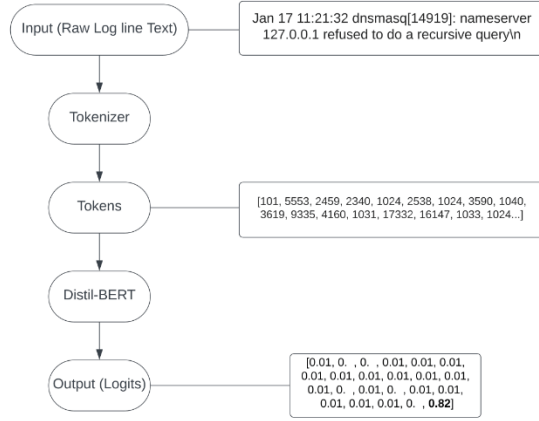 Input (Raw Log line Text)
Jan 17 11:21:32 dnsmasq[14919]: nameserver
127.0.0.1 refused to do a recursive query\n
Tokenizer
Tokens
[101, 5553, 2459, 2340, 1024, 2538, 1024, 3590, 1040,
3619, 9335, 4160, 1031, 17332, 16147, 1033, 1024...]
Distil-BERT
Output (Logits)
[0.01, 0. , 0. , 0.01, 0.01, 0.01,
0.01, 0.01, 0.01, 0.01, 0.01, 0.01,
0.01, 0. , 0.01, 0. , 0.01, 0.01,
0.01, 0.01, 0.01, 0. , 0.82]